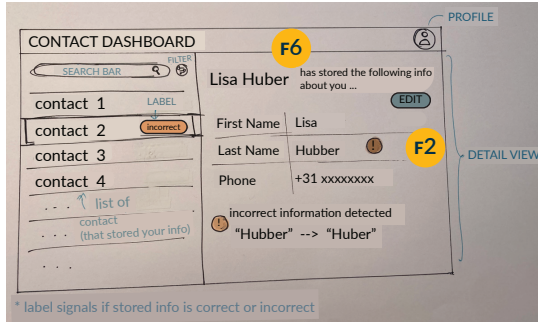 PROFILE
CONTACT DASHBOARD
F6
FILTER
SEARCH BAR
Lisa Huber has stored the following info
about you ...
EDIT
contact 1
LABEL
contact 2
incorrect
contact 3
contact 4
. . . list of
contact
. . . (that stored your info)
. . .
First Name Lisa
Last Name Hubber !
F2
Phone +31 xxxxxxxx
DETAIL VIEW
! incorrect information detected
"Hubber" --> "Huber"
* label signals if stored info is correct or incorrect